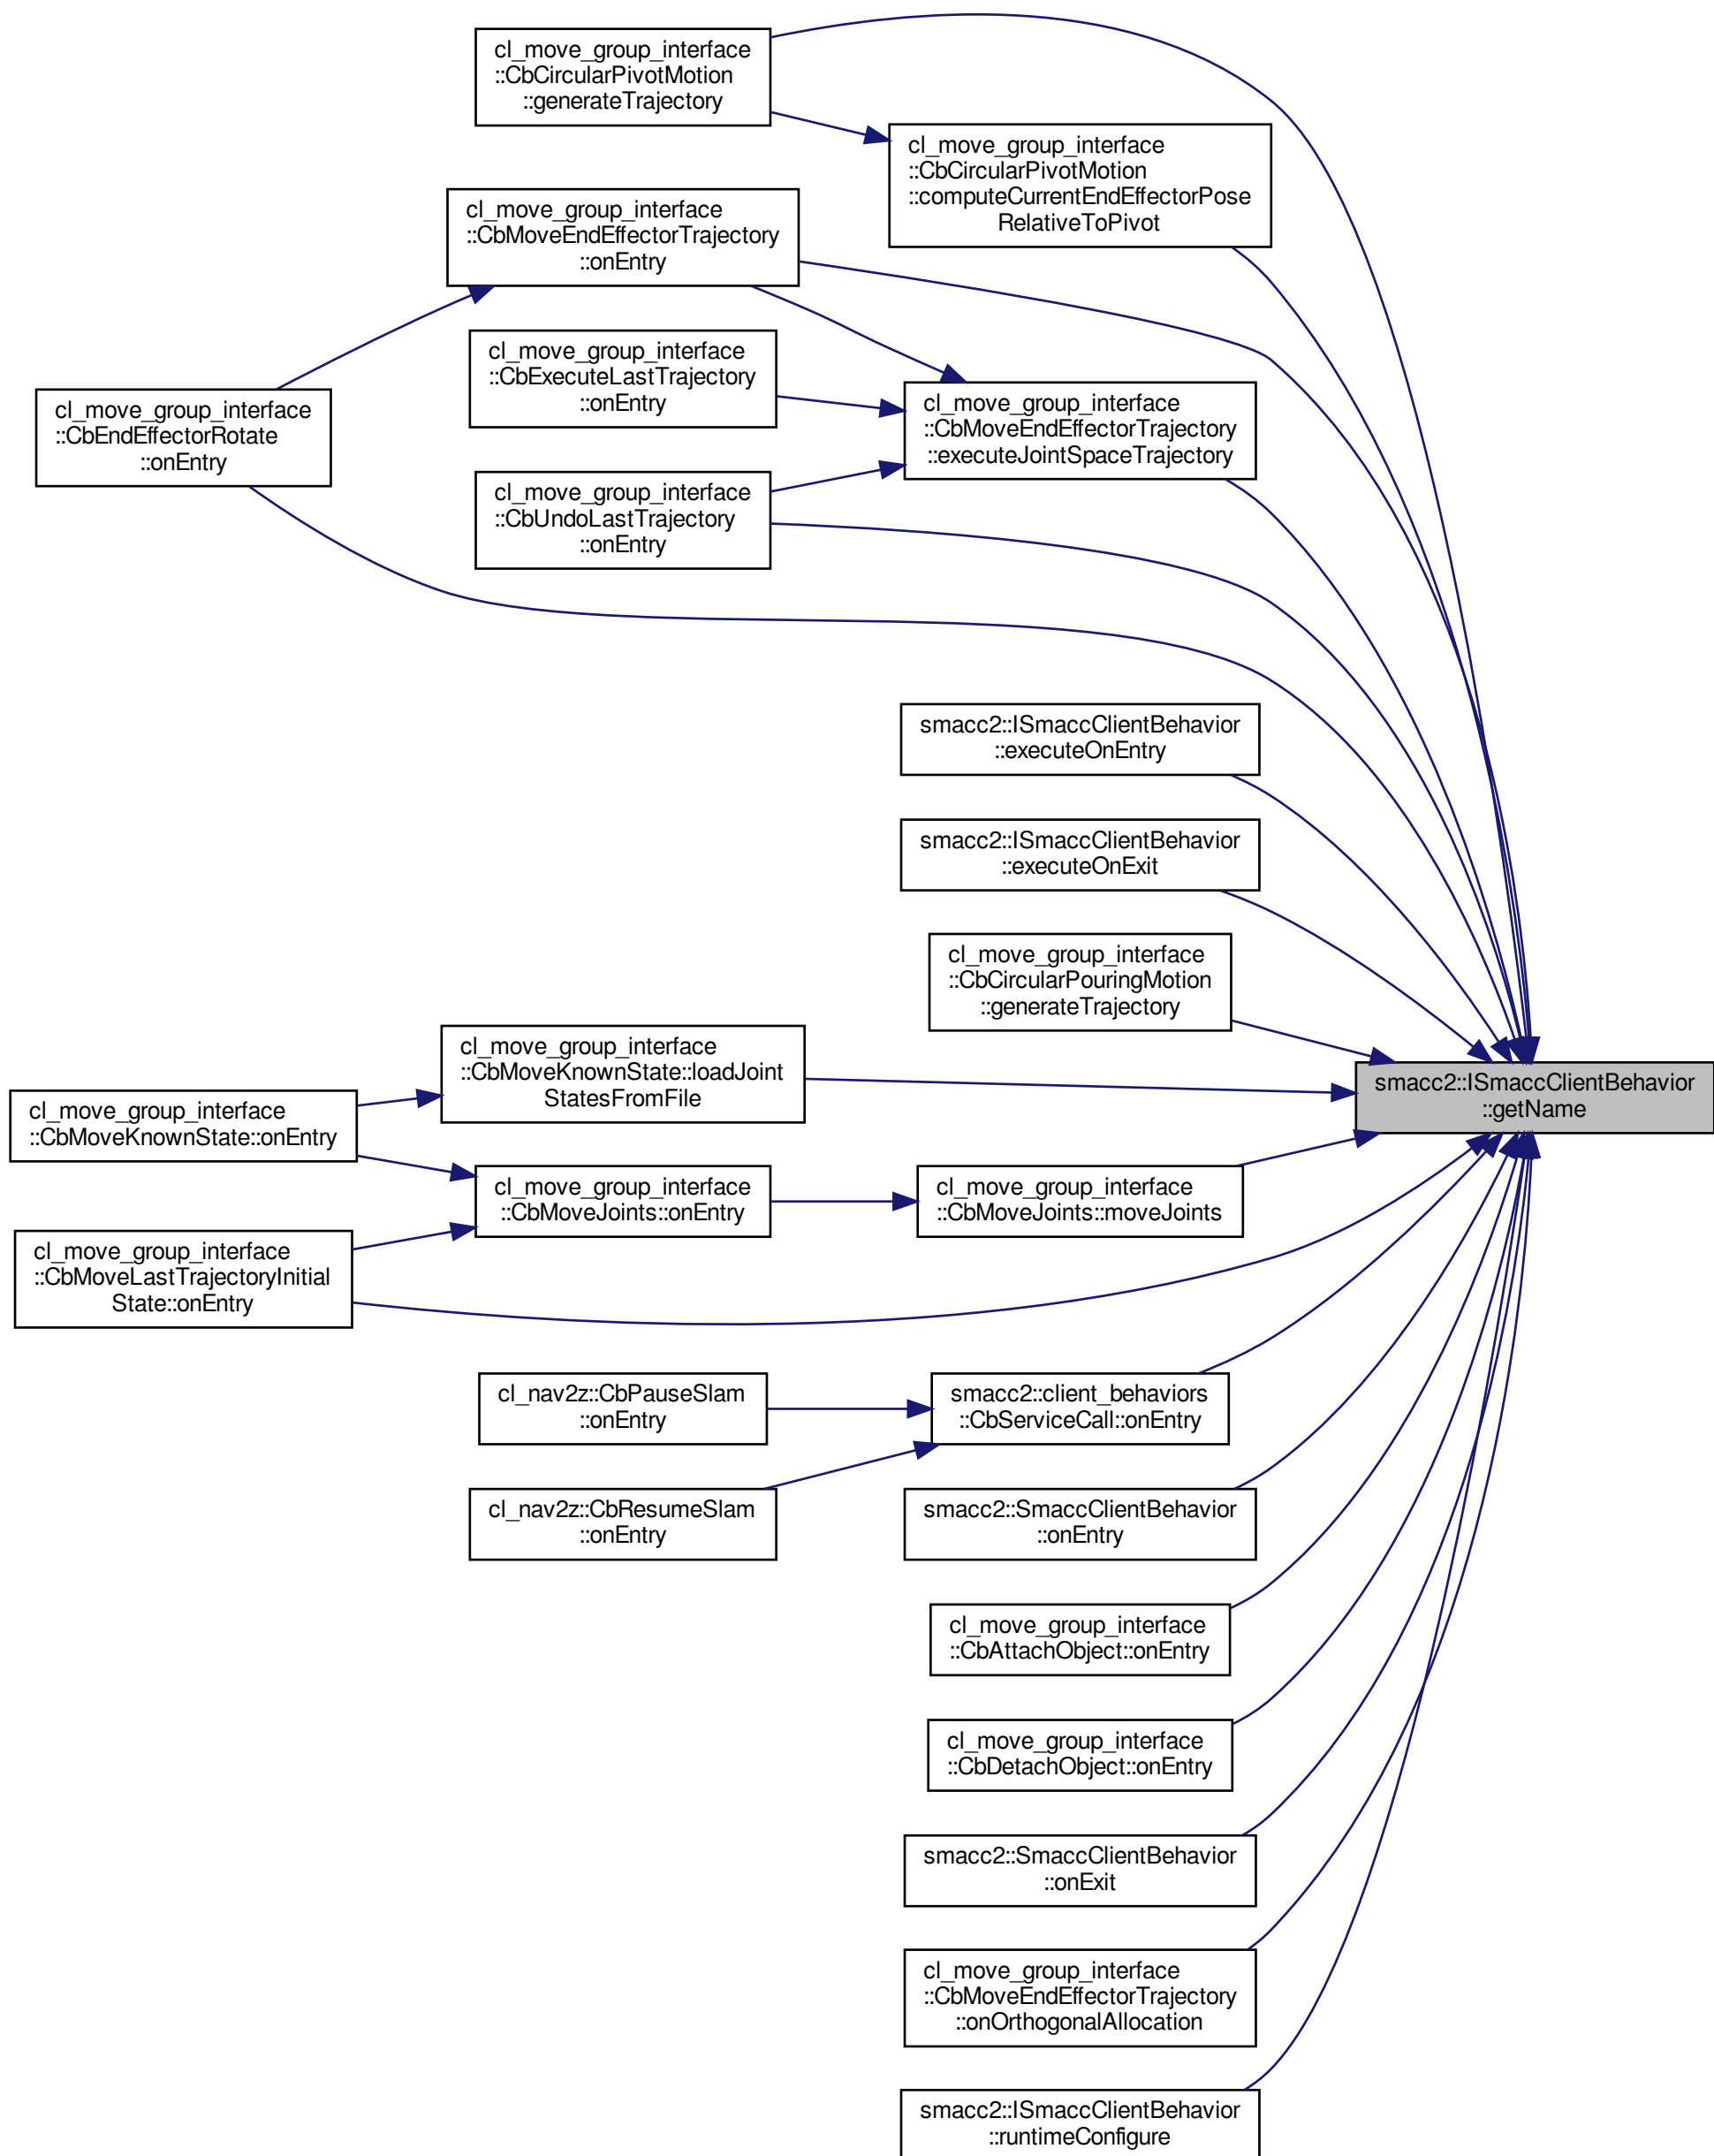 cl_move_group_interface
::CbCircularPivotMotion
::generateTrajectory
cl_move_group_interface
::CbCircularPivotMotion
::computeCurrentEndEffectorPose
RelativeToPivot
cl_move_group_interface
::CbMoveEndEffectorTrajectory
::onEntry
cl_move_group_interface
::CbExecuteLastTrajectory
::onEntry
cl_move_group_interface
::CbEndEffectorRotate
::onEntry
cl_move_group_interface
::CbMoveEndEffectorTrajectory
::executeJointSpaceTrajectory
cl_move_group_interface
::CbUndoLastTrajectory
::onEntry
smacc2::ISmaccClientBehavior
::executeOnEntry
smacc2::ISmaccClientBehavior
::executeOnExit
cl_move_group_interface
::CbCircularPouringMotion
::generateTrajectory
cl_move_group_interface
::CbMoveKnownState::loadJoint
StatesFromFile
smacc2::ISmaccClientBehavior
::getName
cl_move_group_interface
::CbMoveKnownState::onEntry
cl_move_group_interface
::CbMoveJoints::onEntry
cl_move_group_interface
::CbMoveJoints::moveJoints
cl_move_group_interface
::CbMoveLastTrajectoryInitial
State::onEntry
cl_nav2z::CbPauseSlam
::onEntry
smacc2::client_behaviors
::CbServiceCall::onEntry
cl_nav2z::CbResumeSlam
::onEntry
smacc2::SmaccClientBehavior
::onEntry
cl_move_group_interface
::CbAttachObject::onEntry
cl_move_group_interface
::CbDetachObject::onEntry
smacc2::SmaccClientBehavior
::onExit
cl_move_group_interface
::CbMoveEndEffectorTrajectory
::onOrthogonalAllocation
smacc2::ISmaccClientBehavior
::runtimeConfigure